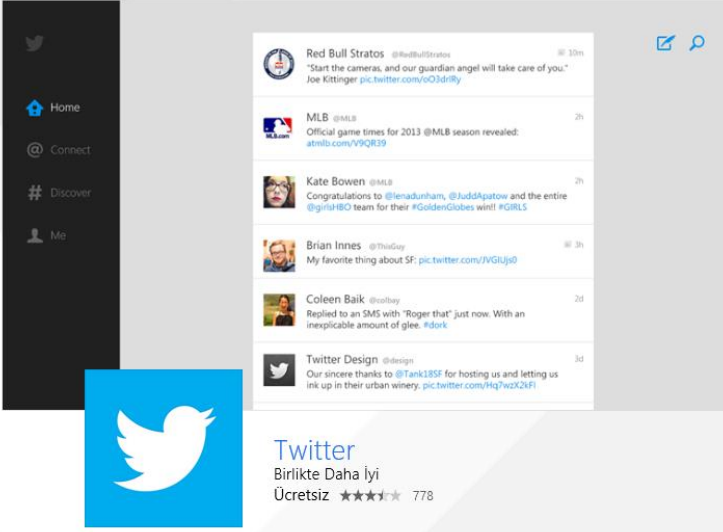 Home
Connect
Discover
Me
Red Bull Stratos @RedBullStratos 10m
"Start the cameras, and our guardian angel will take care of you."
Joe Kittinger pic.twitter.com/oO3drlRy
MLB @MLB 2h
Official game times for 2013 @MLB season revealed:
atmlb.com/V9QR39
Kate Bowen @MLB 2h
Congratulations to @lenadunham, @JuddApatow and the entire
@girlsHBO team for their #GoldenGlobes win!! #GIRLS
Brian Innes @ThisGuy 3h
My favorite thing about SF: pic.twitter.com/JVGIUjs0
Coleen Baik @colbay 2d
Replied to an SMS with "Roger that" just now. With an
inexplicable amount of glee. #dork
Twitter Design @design 3d
Our sincere thanks to @Tank18SF for hosting us and letting us
ink up in their urban winery. pic.twitter.com/Hq7wzX2kFl
MLB.com
Twitter
Birlikte Daha İyi
Ücretsiz 778